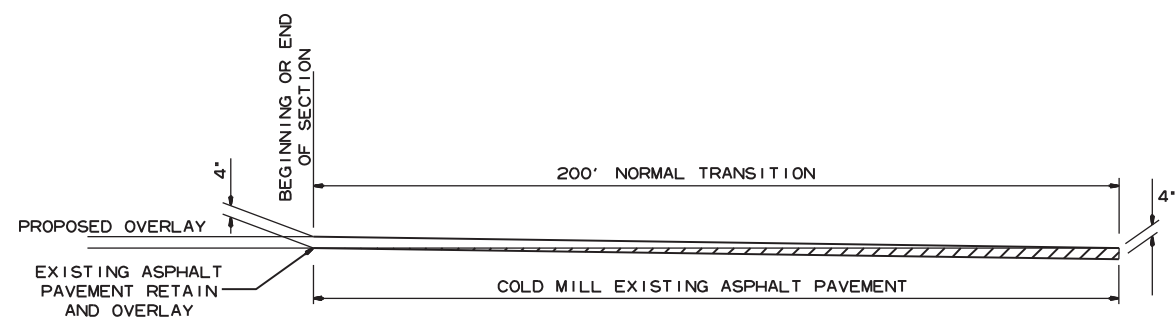 BEGINNING OR END
OF SECTION
4"
200' NORMAL TRANSITION
4"
PROPOSED OVERLAY
EXISTING ASPHALT
PAVEMENT RETAIN
AND OVERLAY
COLD MILL EXISTING ASPHALT PAVEMENT